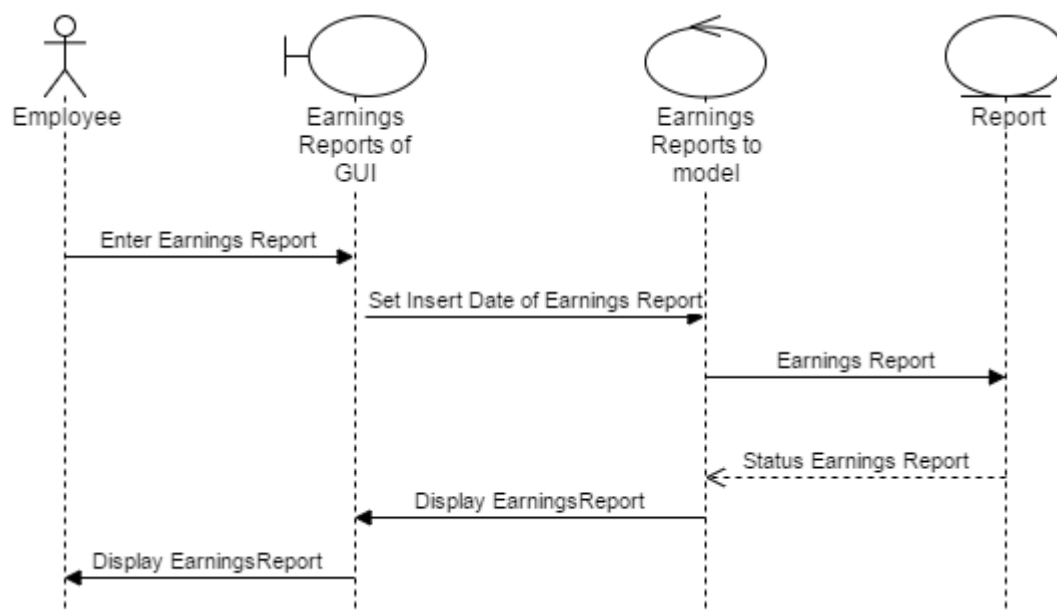 Employee
Earnings
Reports of
GUI
Earnings
Reports to
model
Report
Enter Earnings Report
Set Insert Date of Earnings Report
Earnings Report
Status Earnings Report
Display EarningsReport
Display EarningsReport